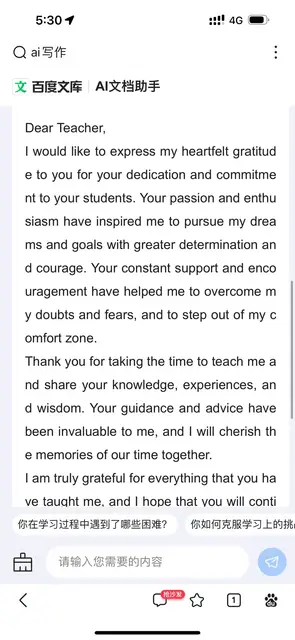 5:30
4G
ai写作
百度文库
AI文档助手
Dear Teacher,
I would like to express my heartfelt gratitud
e to you for your dedication and commitme
nt to your students. Your passion and enthu
siasm have inspired me to pursue my drea
ms and goals with greater determination an
d courage. Your constant support and enco
uragement have helped me to overcome m
y doubts and fears, and to step out of my c
omfort zone.
Thank you for taking the time to teach me a
nd share your knowledge, experiences, an
d wisdom. Your guidance and advice have
been invaluable to me, and I will cherish th
e memories of our time together.
I am truly grateful for everything that you ha
ve taught me, and I hope that you will conti
你在学习过程中遇到了哪些困难?
你如何克服学习上的挑
请输入您需要的内容
抢沙发
1